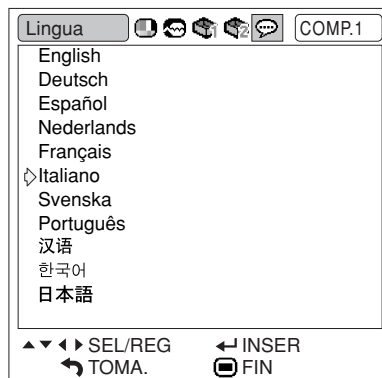 Lingua COMP.1
English
Deutsch
Español
Nederlands
Français
Italiano
Svenska
Português
汉语
한국어
日本語
SEL/REG INSER
TOMA. FIN